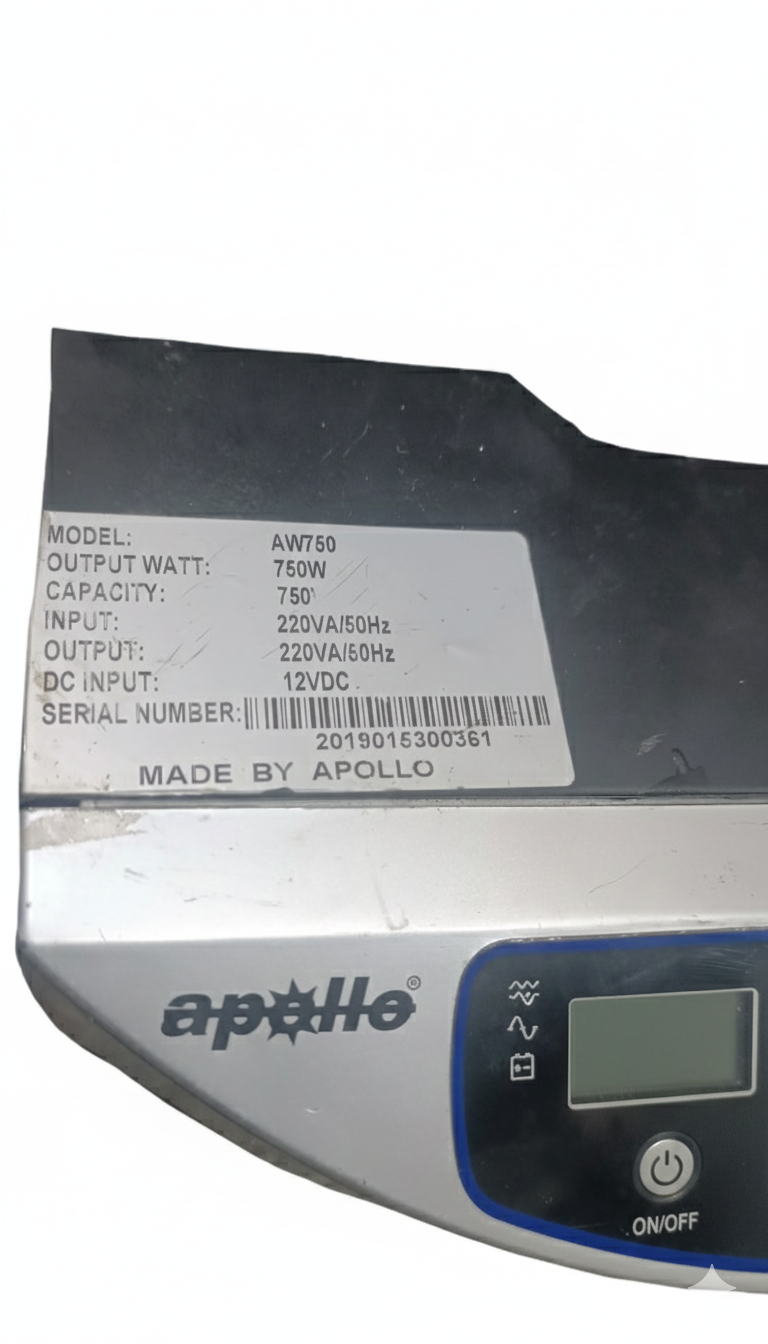 MODEL: AW750
OUTPUT WATT: 750W
CAPACITY: 750
INPUT: 220VA/50Hz
OUTPUT: 220VA/50Hz
DC INPUT: 12VDC
SERIAL NUMBER:
2019015300361
MADE BY APOLLO
apollo®
ON/OFF